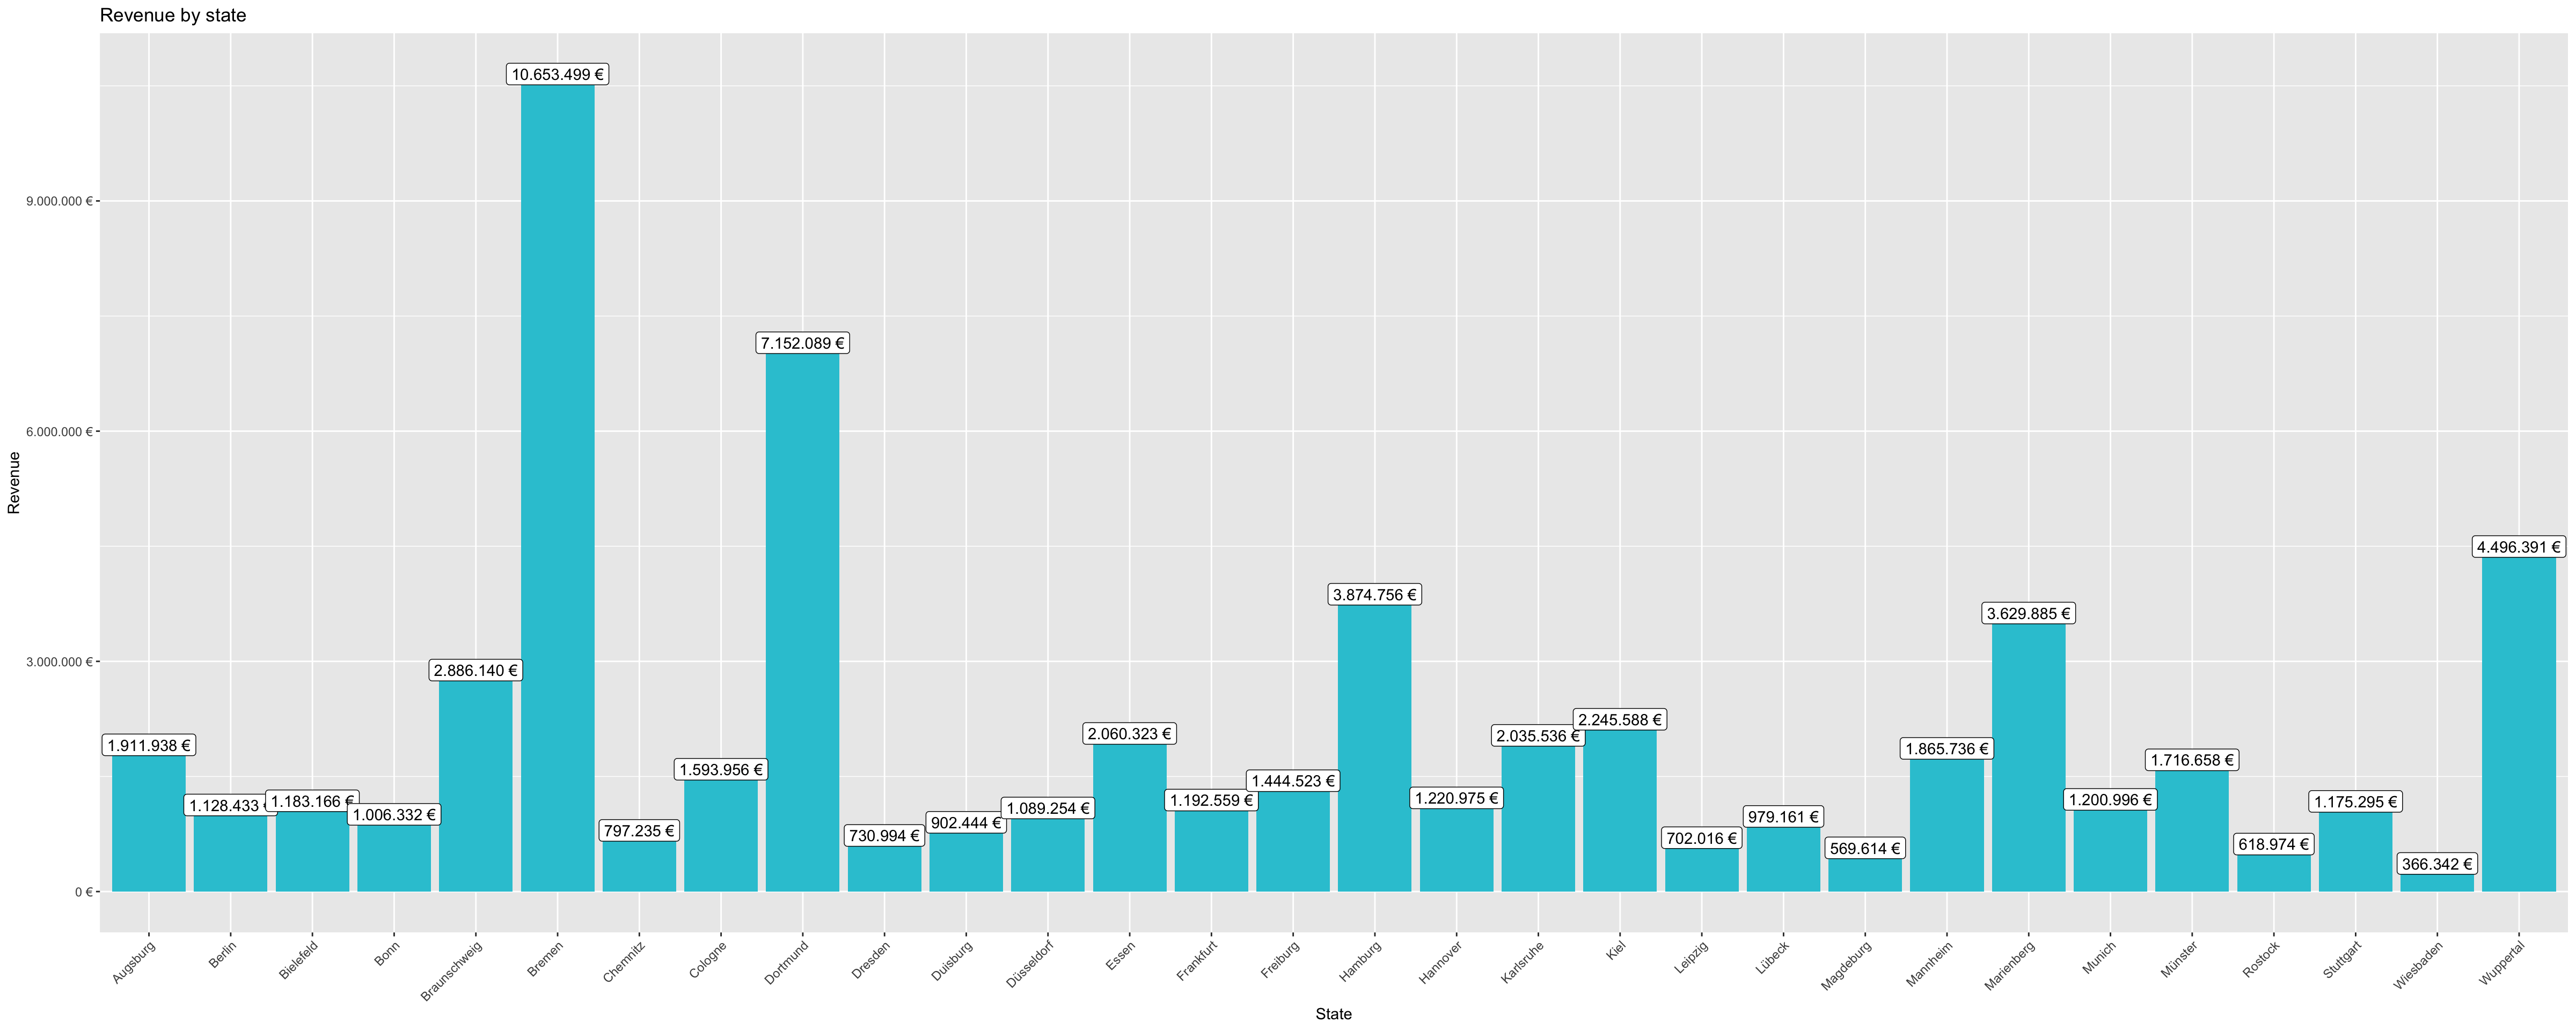 Revenue by state
Revenue
9.000.000 €
6.000.000 €
3.000.000 €
0 €
1.911.938 €
1.128.433 €
1.183.166 €
1.006.332 €
2.886.140 €
10.653.499 €
797.235 €
1.593.956 €
7.152.089 €
730.994 €
902.444 €
1.089.254 €
2.060.323 €
1.192.559 €
1.444.523 €
3.874.756 €
1.220.975 €
2.035.536 €
2.245.588 €
702.016 €
979.161 €
569.614 €
1.865.736 €
3.629.885 €
1.200.996 €
1.716.658 €
618.974 €
1.175.295 €
366.342 €
4.496.391 €
Augsburg
Berlin
Bielefeld
Bonn
Braunschweig
Bremen
Chemnitz
Cologne
Dortmund
Dresden
Duisburg
Düsseldorf
Essen
Frankfurt
Freiburg
Hamburg
Hannover
Karlsruhe
Kiel
Leipzig
Lübeck
Magdeburg
Mannheim
Marienberg
Munich
Münster
Rostock
Stuttgart
Wiesbaden
Wuppertal
State